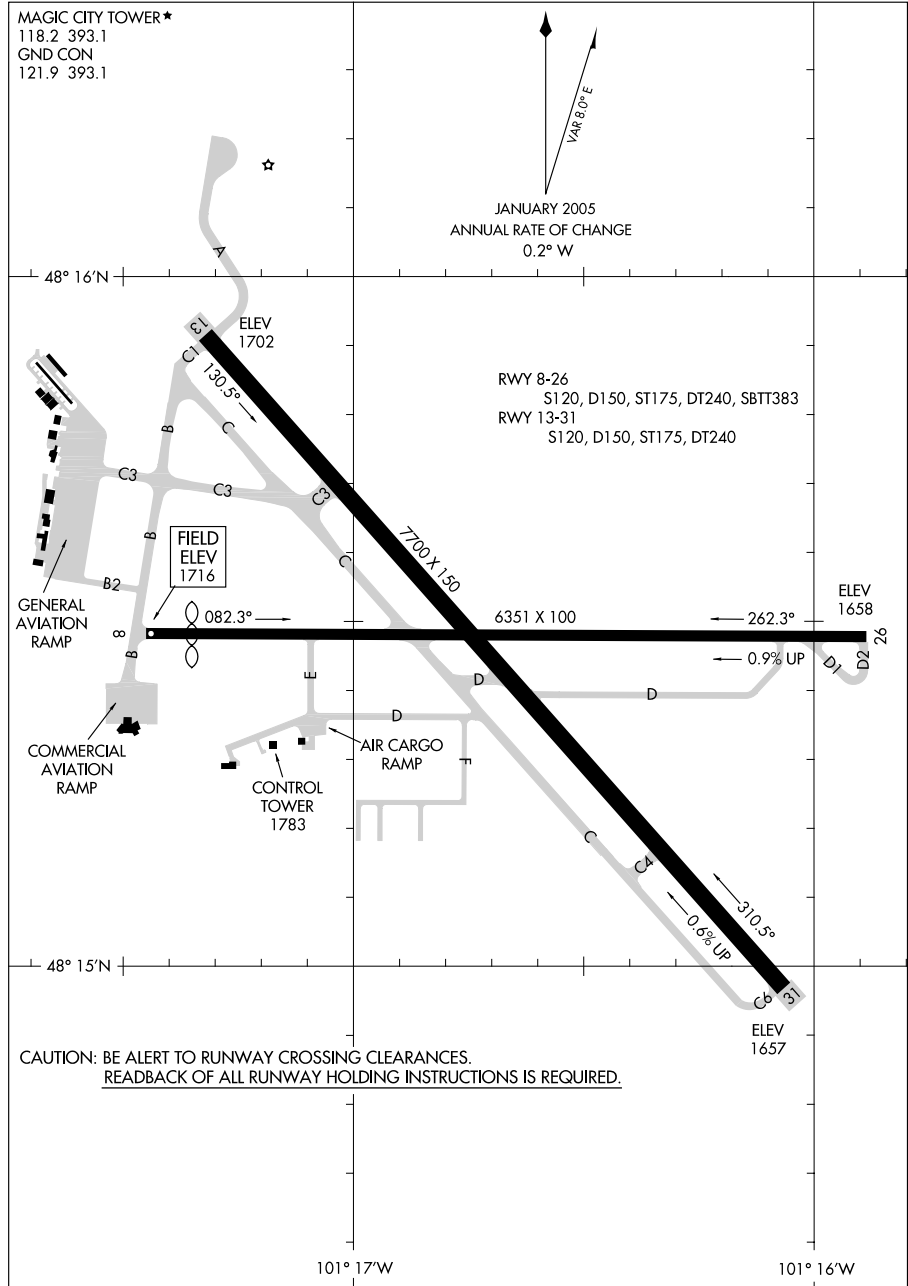 MAGIC CITY TOWER★
118.2 393.1
GND CON
121.9 393.1
VAR 8.0° E
JANUARY 2005
ANNUAL RATE OF CHANGE
0.2° W
A
48° 16'N
13
ELEV
1702
C1
130.5°
RWY 8-26
S120, D150, ST175, DT240, SBTT383
RWY 13-31
S120, D150, ST175, DT240
B
C
C3
C3
C3
B
FIELD
ELEV
1716
C
7700 X 150
B2
ELEV
1658
GENERAL
AVIATION
RAMP
8
082.3°
6351 X 100
262.3°
26
B
0.9% UP
D1
D2
E
D
D
D
COMMERCIAL
AVIATION
RAMP
AIR CARGO
RAMP
F
CONTROL
TOWER
1783
C
C4
310.5°
0.6% UP
48° 15'N
C6
31
ELEV
1657
CAUTION: BE ALERT TO RUNWAY CROSSING CLEARANCES.
READBACK OF ALL RUNWAY HOLDING INSTRUCTIONS IS REQUIRED.
101° 17'W
101° 16'W